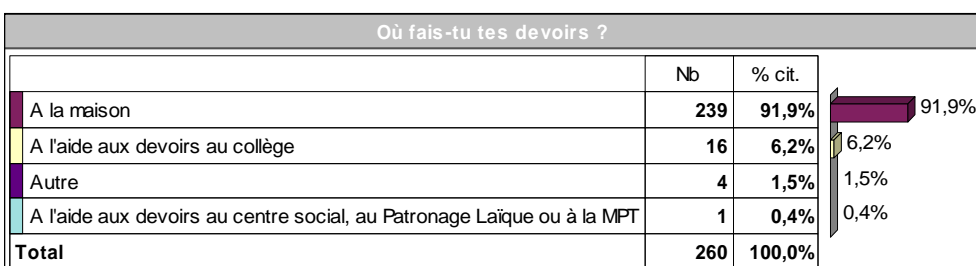 Où fais-tu tes devoirs ?
Nb % cit.
A la maison 239 91,9% 91,9%
A l'aide aux devoirs au collège 16 6,2% 6,2%
Autre 4 1,5% 1,5%
A l'aide aux devoirs au centre social, au Patronage Laïque ou à la MPT 1 0,4% 0,4%
Total 260 100,0%